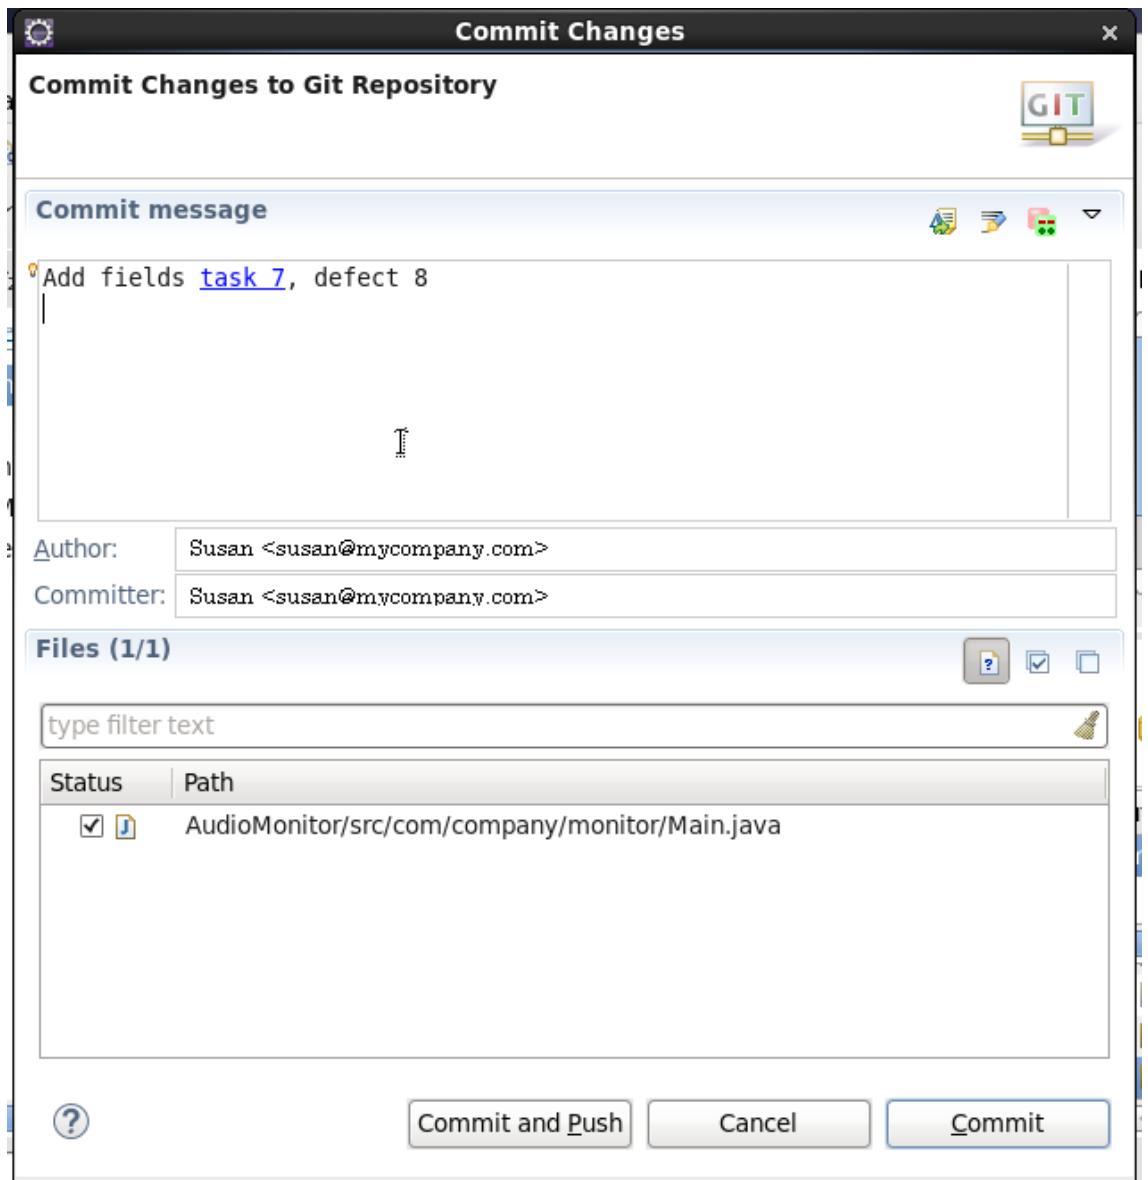 Commit Changes
Commit Changes to Git Repository
GIT
Commit message
Add fields task 7, defect 8
Author: Susan <susan@mycompany.com>
Committer: Susan <susan@mycompany.com>
Files (1/1)
type filter text
Status Path
AudioMonitor/src/com/company/monitor/Main.java
Commit and Push Cancel Commit